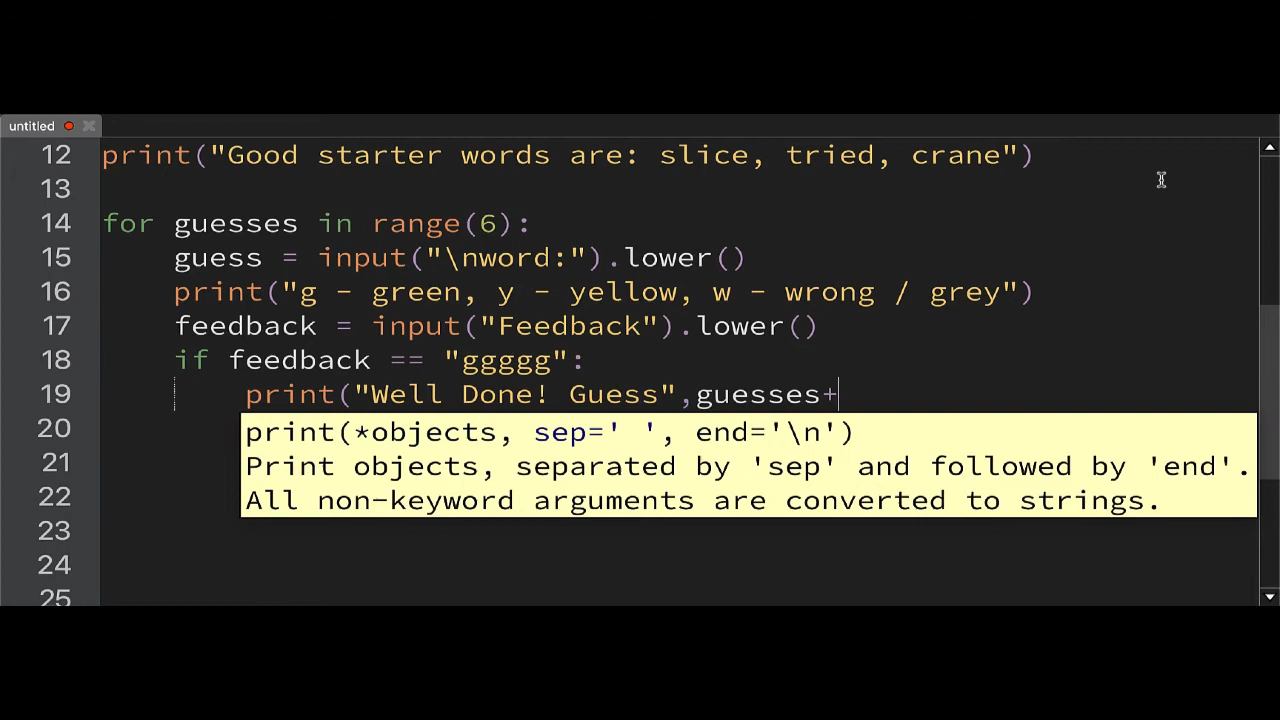 untitled
12 print("Good starter words are: slice, tried, crane")
13
14 for guesses in range(6):
15     guess = input("\nword:").lower()
16     print("g - green, y - yellow, w - wrong / grey")
17     feedback = input("Feedback").lower()
18     if feedback == "ggggg":
19         print("Well Done! Guess",guesses+
20 print(*objects, sep=' ', end='\n')
21 Print objects, separated by 'sep' and followed by 'end'.
22 All non-keyword arguments are converted to strings.
23
24
25